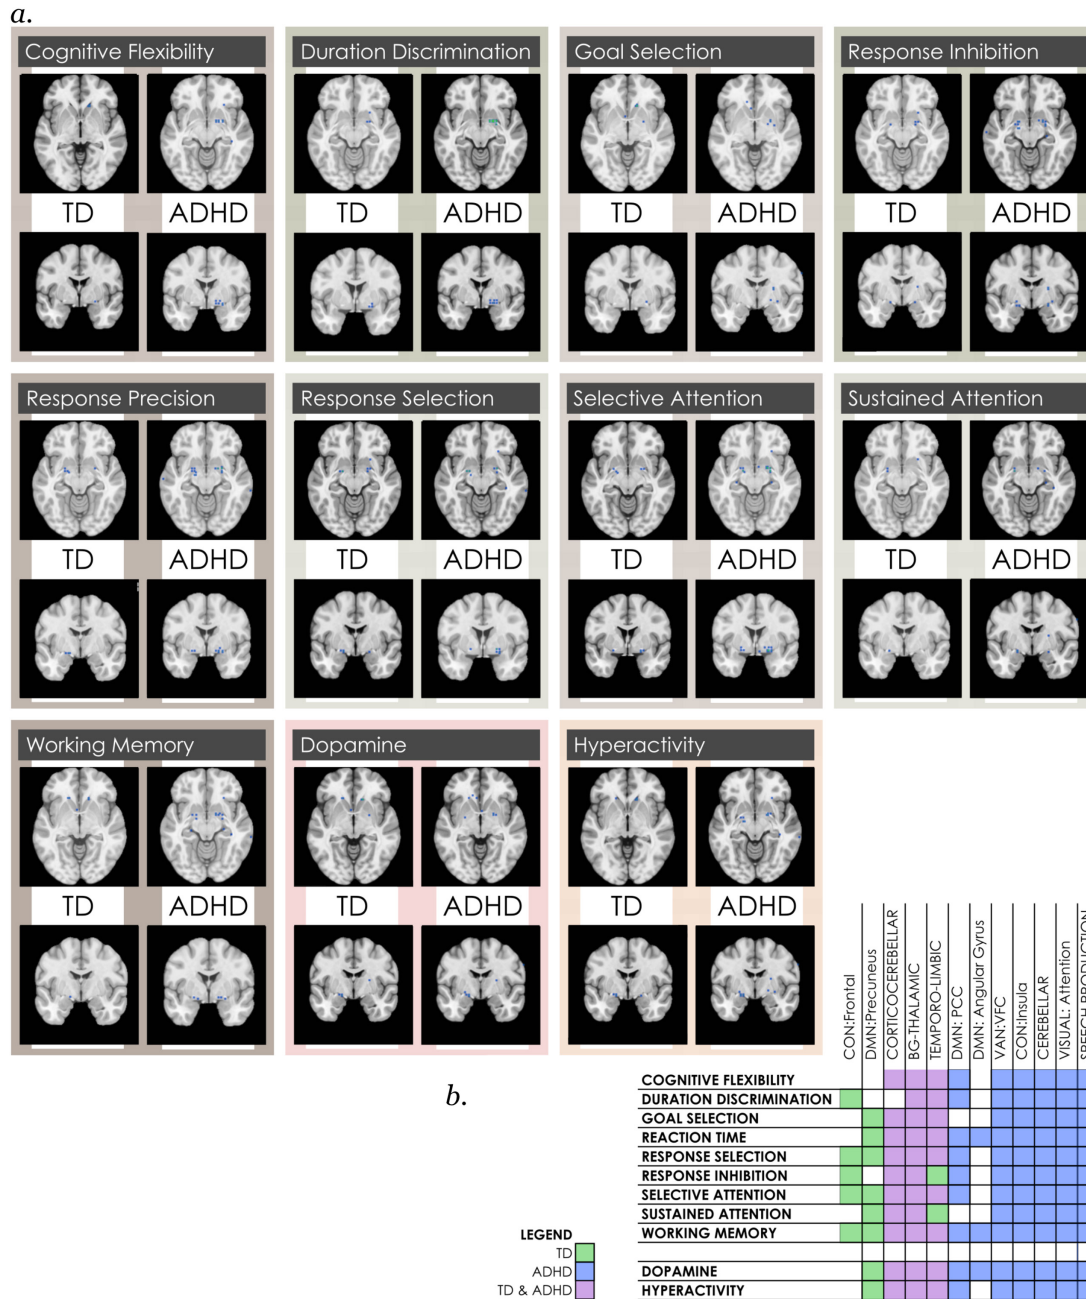 a.
Cognitive Flexibility
Duration Discrimination
Goal Selection
Response Inhibition
TD ADHD
TD ADHD
TD ADHD
TD ADHD
Response Precision
Response Selection
Selective Attention
Sustained Attention
TD ADHD
TD ADHD
TD ADHD
TD ADHD
Working Memory
Dopamine
Hyperactivity
TD ADHD
TD ADHD
TD ADHD
b.
CON:Frontal
DMN:Precuneus
CORTICOCEREBELLAR
BG-THALAMIC
TEMPORO-LIMBIC
DMN: PCC
DMN: Angular Gyrus
VAN:VFC
CON:Insula
CEREBELLAR
VISUAL: Attention
SPEECH PRODUCTION
COGNITIVE FLEXIBILITY
DURATION DISCRIMINATION
GOAL SELECTION
REACTION TIME
RESPONSE SELECTION
RESPONSE INHIBITION
SELECTIVE ATTENTION
SUSTAINED ATTENTION
WORKING MEMORY
DOPAMINE
HYPERACTIVITY
LEGEND
TD
ADHD
TD & ADHD